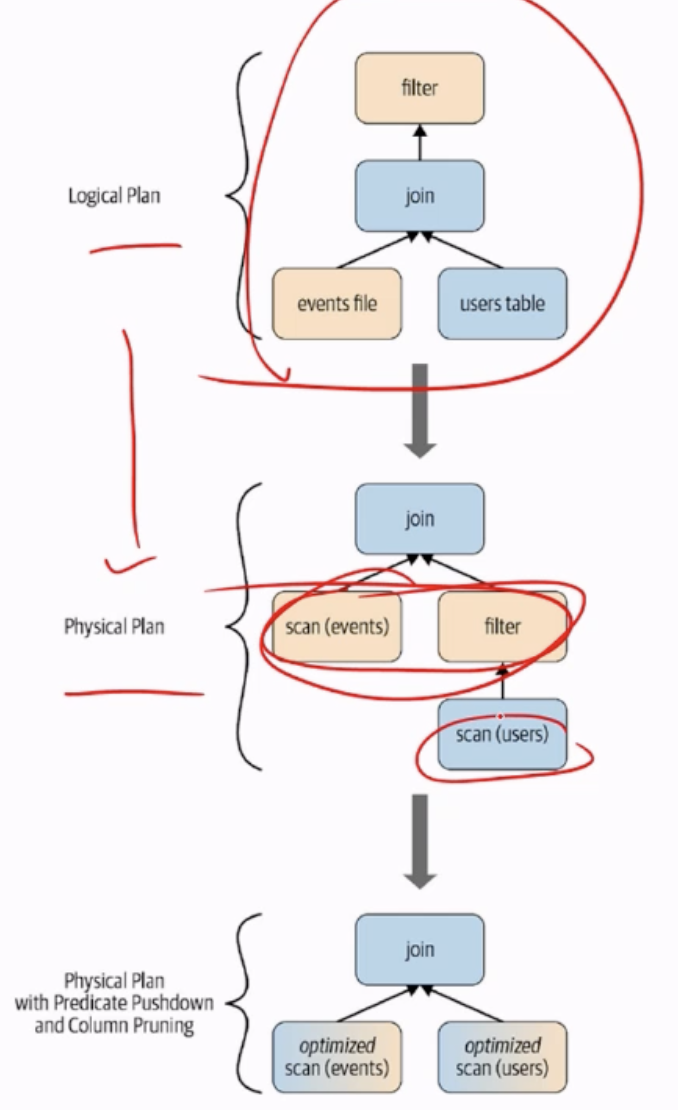 filter
Logical Plan
join
events file
users table
join
Physical Plan
scan (events)
filter
scan (users)
join
Physical Plan
with Predicate Pushdown
and Column Pruning
optimized
scan (events)
optimized
scan (users)